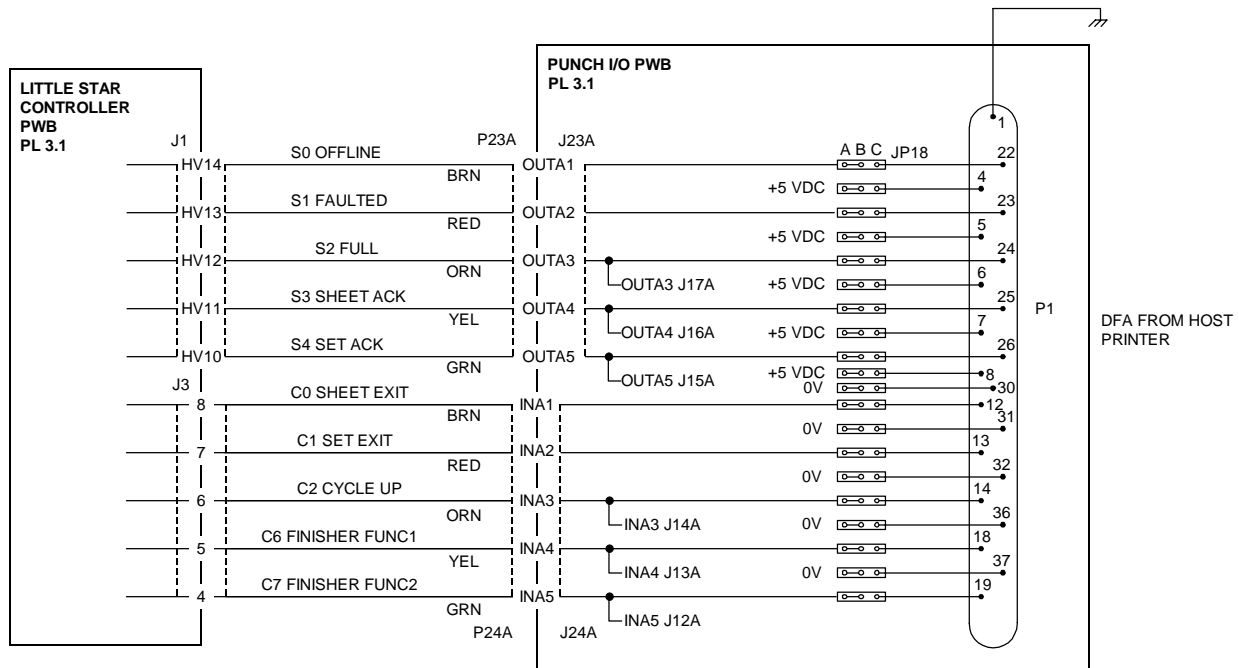 LITTLE STAR
CONTROLLER
PWB
PL 3.1
PUNCH I/O PWB
PL 3.1
J1
P23A
J23A
A B C JP18
1
HV14
S0 OFFLINE
BRN
OUTA1
22
+5 VDC
4
HV13
S1 FAULTED
RED
OUTA2
23
+5 VDC
5
HV12
S2 FULL
ORN
OUTA3
24
OUTA3 J17A
+5 VDC
6
HV11
S3 SHEET ACK
YEL
OUTA4
25
OUTA4 J16A
+5 VDC
7
P1
DFA FROM HOST
PRINTER
HV10
S4 SET ACK
GRN
OUTA5
26
OUTA5 J15A
+5 VDC
8
0V
30
J3
8
C0 SHEET EXIT
BRN
INA1
12
0V
31
7
C1 SET EXIT
RED
INA2
13
0V
32
6
C2 CYCLE UP
ORN
INA3
14
INA3 J14A
0V
36
5
C6 FINISHER FUNC1
YEL
INA4
18
INA4 J13A
0V
37
4
C7 FINISHER FUNC2
GRN
INA5
19
INA5 J12A
P24A
J24A